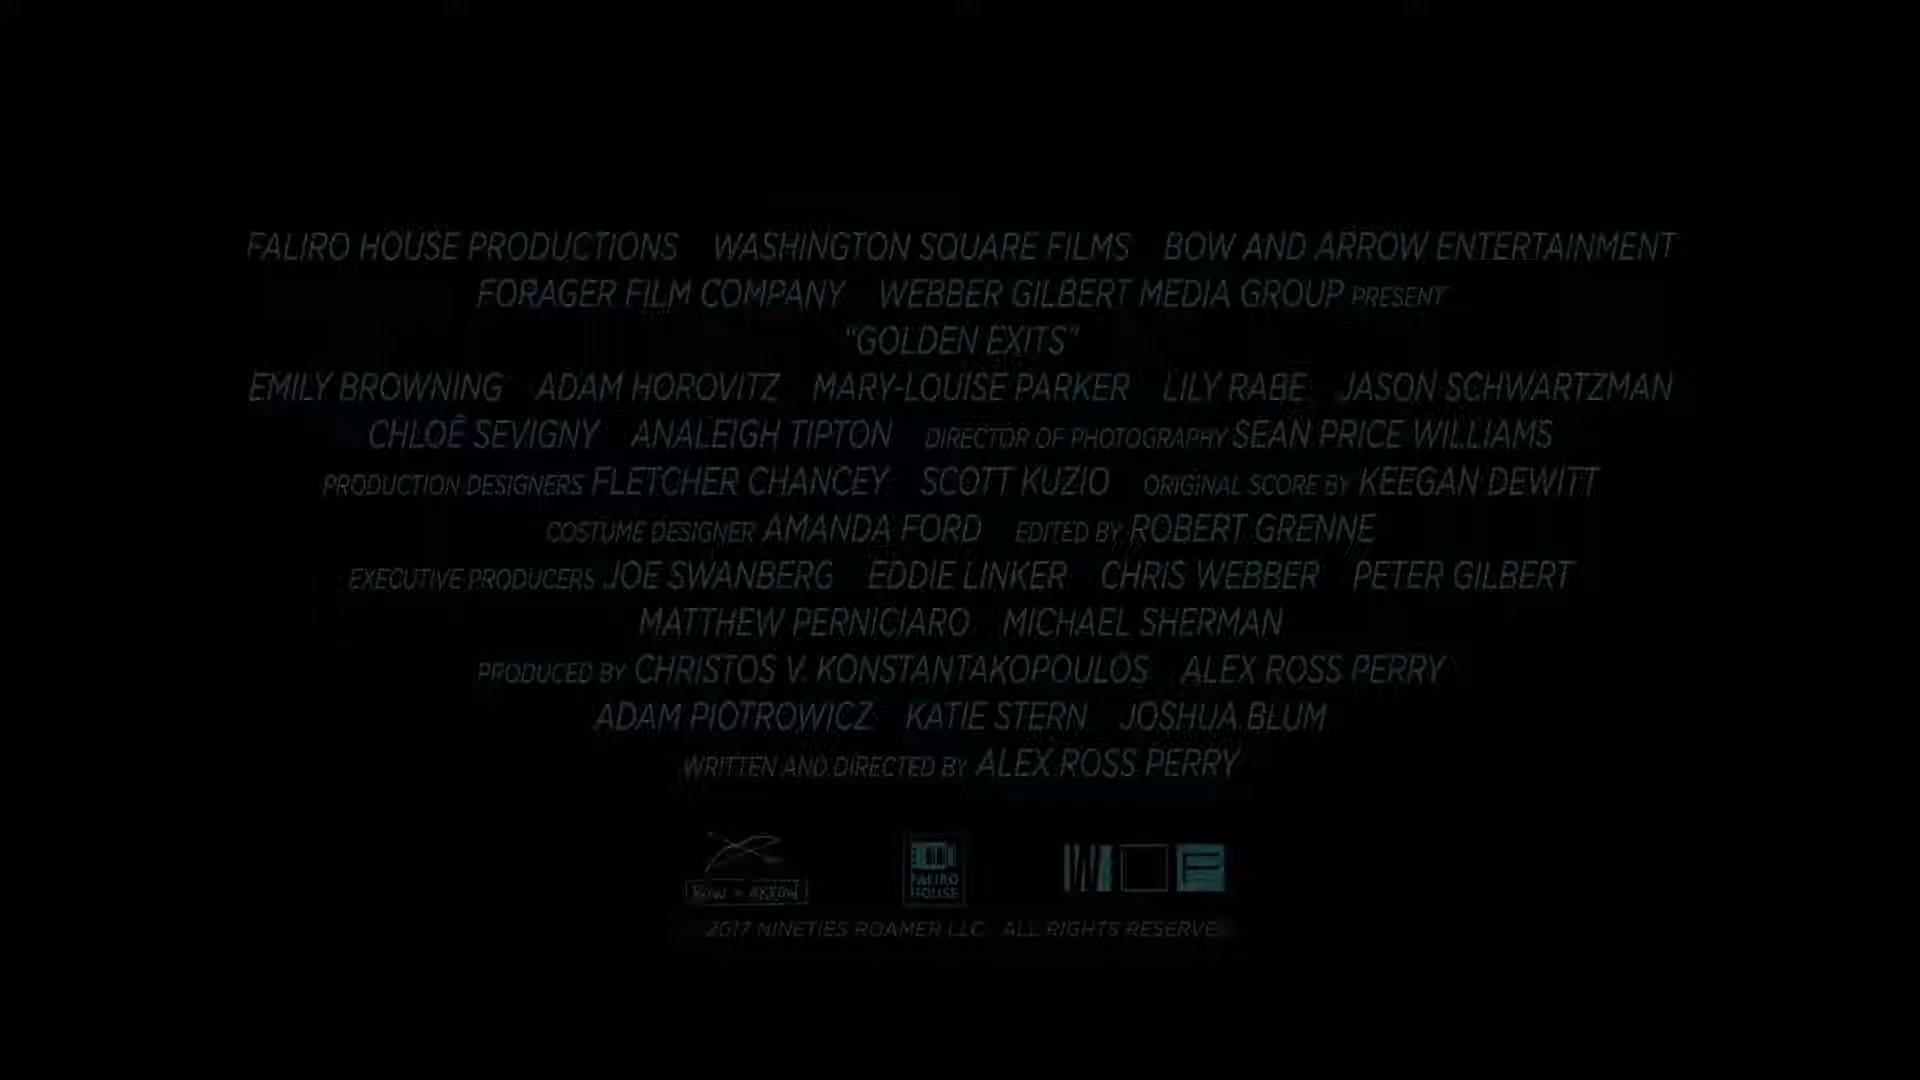 FALIRO HOUSE PRODUCTIONS WASHINGTON SQUARE FILMS BOW AND ARROW ENTERTAINMENT
FORAGER FILM COMPANY WEBBER GILBERT MEDIA GROUP PRESENT
"GOLDEN EXITS"
EMILY BROWNING ADAM HOROVITZ MARY-LOUISE PARKER LILY RABE JASON SCHWARTZMAN
CHLOË SEVIGNY ANALEIGH TIPTON DIRECTOR OF PHOTOGRAPHY SEAN PRICE WILLIAMS
PRODUCTION DESIGNERS FLETCHER CHANCEY SCOTT KUZIO ORIGINAL SCORE BY KEEGAN DEWITT
COSTUME DESIGNER AMANDA FORD EDITED BY ROBERT GRENNE
EXECUTIVE PRODUCERS JOE SWANBERG EDDIE LINKER CHRIS WEBBER PETER GILBERT
MATTHEW PERNICIARO MICHAEL SHERMAN
PRODUCED BY CHRISTOS V. KONSTANTAKOPOULOS ALEX ROSS PERRY
ADAM PIOTROWICZ KATIE STERN JOSHUA BLUM
WRITTEN AND DIRECTED BY ALEX ROSS PERRY
BOW + ARROW
FALIRO
HOUSE
W F
2017 NINETIES ROAMER LLC. ALL RIGHTS RESERVE